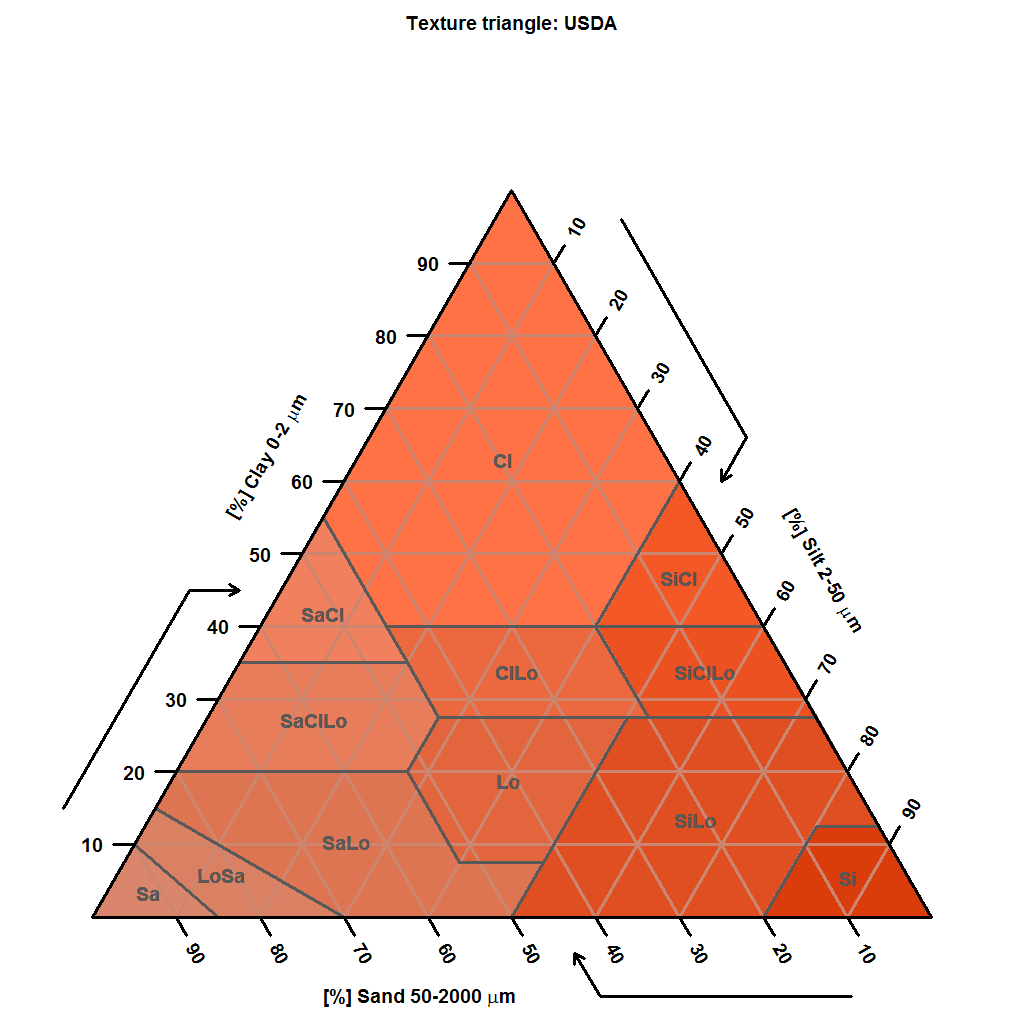 Texture triangle: USDA
10
90
20
80
30
70
40
Cl
60
[%] Clay 0-2 μm
50
50
[%] Silt 2-50 μm
SiCl
60
SaCl
40
70
ClLo
SiClLo
30
SaClLo
80
20
Lo
90
SiLo
10
SaLo
LoSa
Si
Sa
90
80
70
60
50
40
30
20
10
[%] Sand 50-2000 μm